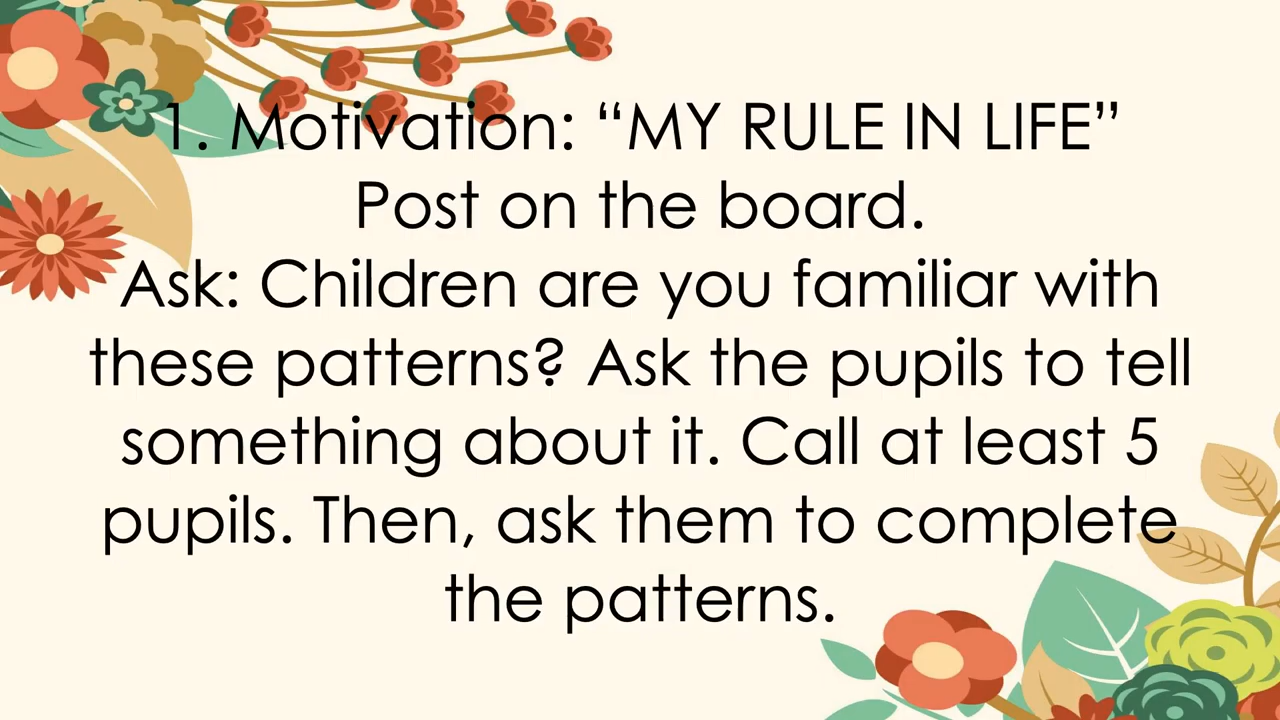 1. Motivation: “MY RULE IN LIFE”
Post on the board.
Ask: Children are you familiar with
these patterns? Ask the pupils to tell
something about it. Call at least 5
pupils. Then, ask them to complete
the patterns.